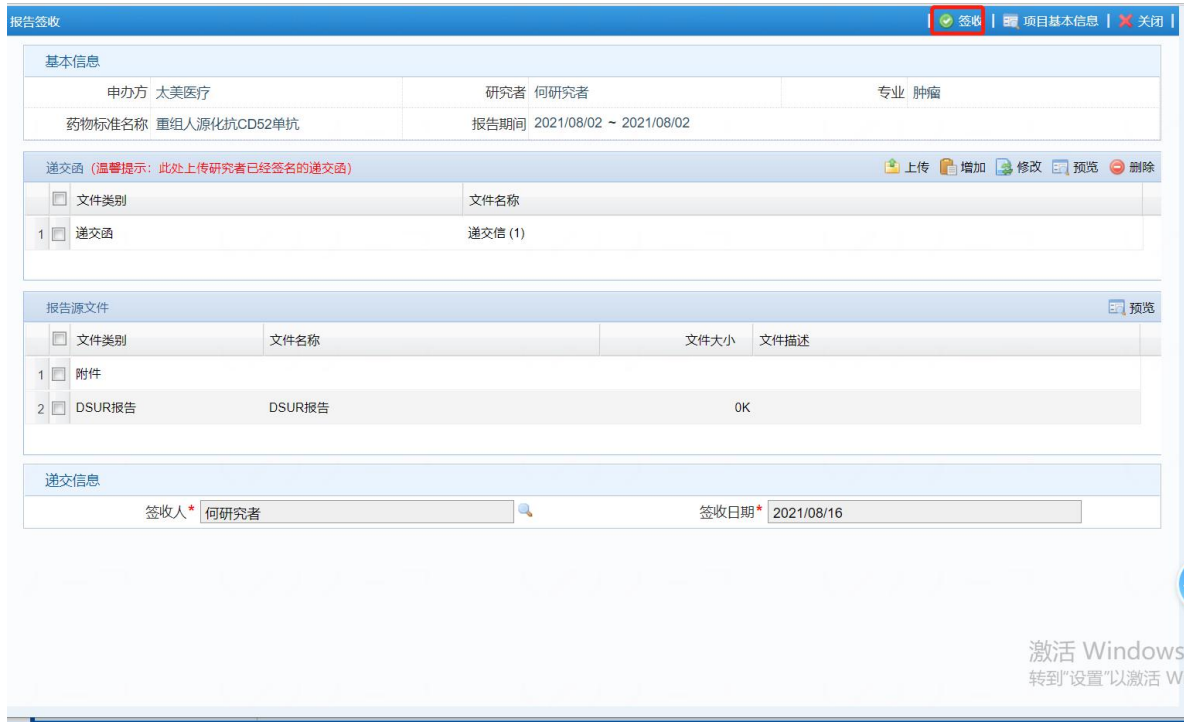 报告签收 | 签收 | 项目基本信息 | 关闭 |
基本信息
申办方 太美医疗 研究者 何研究者 专业 肿瘤
药物标准名称 重组人源化抗CD52单抗 报告期间 2021/08/02 ~ 2021/08/02
递交函 (温馨提示：此处上传研究者已经签名的递交函) 上传 增加 修改 预览 删除
文件类别 文件名称
1 递交函 递交信 (1)
报告源文件 预览
文件类别 文件名称 文件大小 文件描述
1 附件
2 DSUR报告 DSUR报告 0K
递交信息
签收人* 何研究者 签收日期* 2021/08/16
激活 Windows
转到"设置"以激活 W